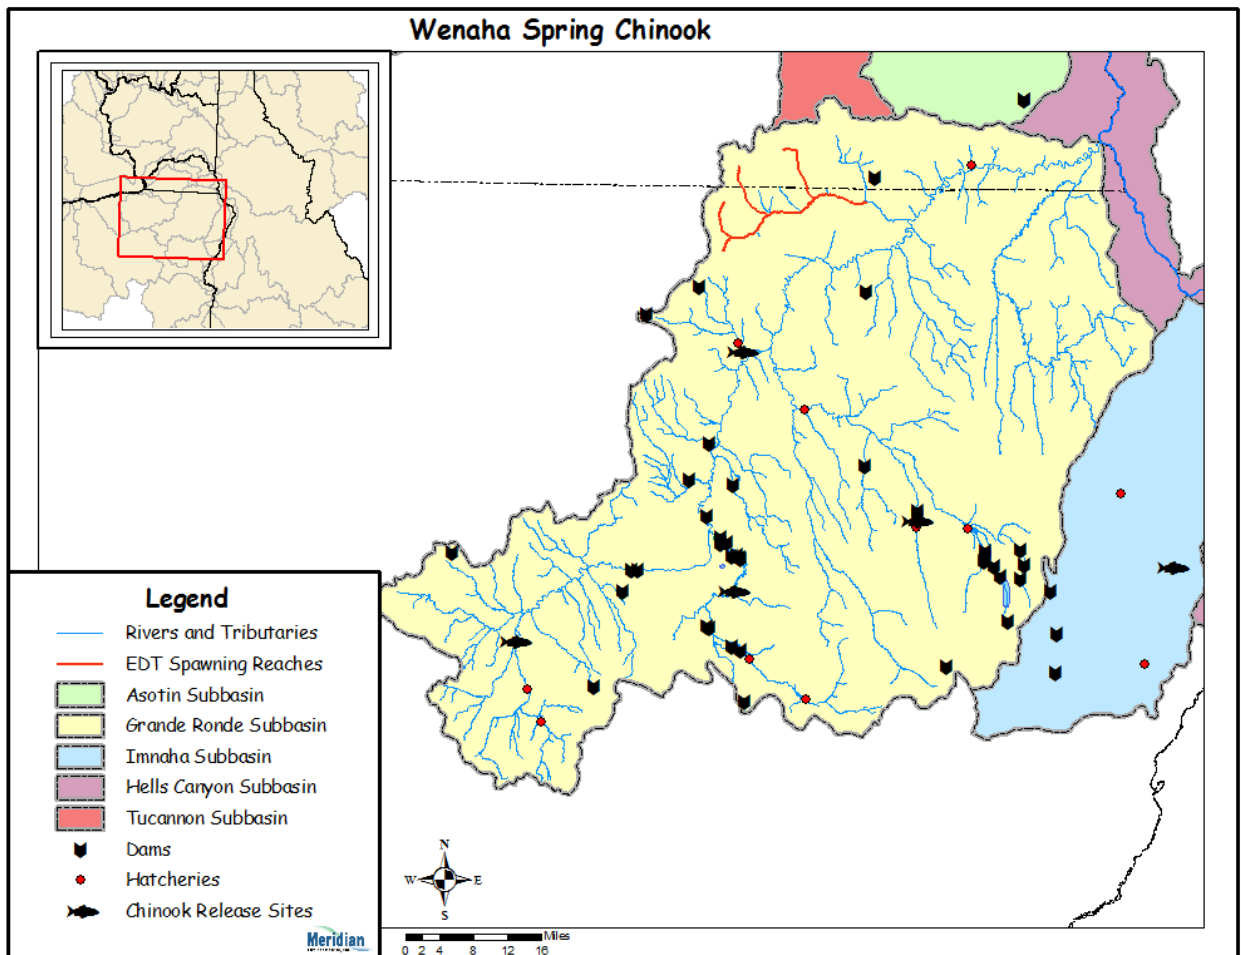 Wenaha Spring Chinook
Legend
Rivers and Tributaries
EDT Spawning Reaches
Asotin Subbasin
Grande Ronde Subbasin
Imnaha Subbasin
Hells Canyon Subbasin
Tucannon Subbasin
Dams
Hatcheries
Chinook Release Sites
Meridian
N
W E
S
Miles
0 2 4 8 12 16